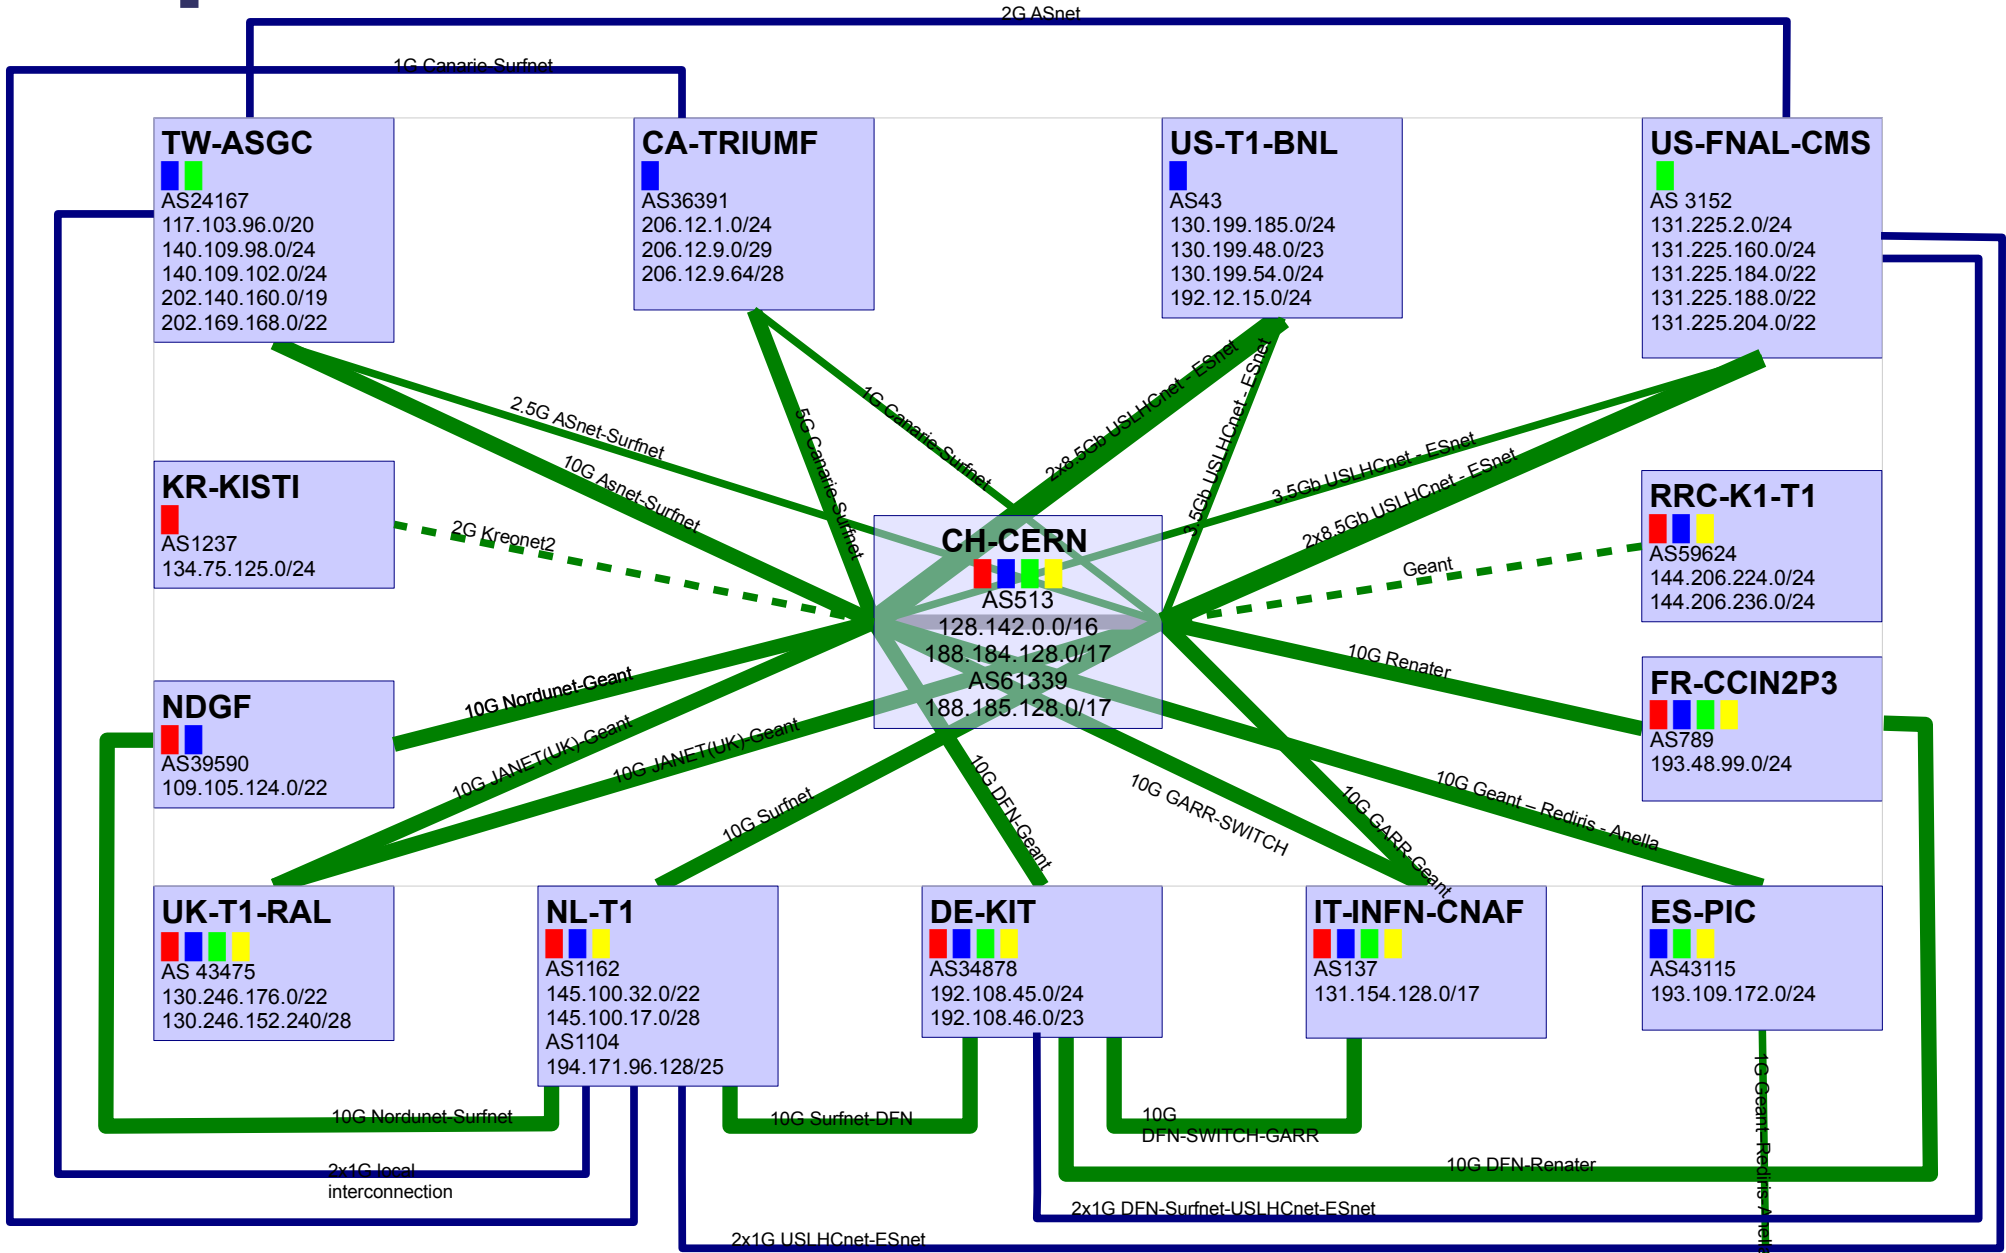 2G ASnet
1G Canarie-Surfnet
TW-ASGC
AS24167
117.103.96.0/20
140.109.98.0/24
140.109.102.0/24
202.140.160.0/19
202.169.168.0/22
CA-TRIUMF
AS36391
206.12.1.0/24
206.12.9.0/29
206.12.9.64/28
US-T1-BNL
AS43
130.199.185.0/24
130.199.48.0/23
130.199.54.0/24
192.12.15.0/24
US-FNAL-CMS
AS 3152
131.225.2.0/24
131.225.160.0/24
131.225.184.0/22
131.225.188.0/22
131.225.204.0/22
2.5G ASnet-Surfnet
10G Asnet-Surfnet
5G Canarie-Surfnet
1G Canarie-Surfnet
2x8.5Gb USLHCnet - ESnet
3.5Gb USLHCnet - ESnet
3.5Gb USLHCnet - ESnet
2x8.5Gb USLHCnet - ESnet
KR-KISTI
AS1237
134.75.125.0/24
2G Kreonet2
CH-CERN
AS513
128.142.0.0/16
188.184.128.0/17
AS61339
188.185.128.0/17
Geant
RRC-K1-T1
AS59624
144.206.224.0/24
144.206.236.0/24
NDGF
AS39590
109.105.124.0/22
10G Nordunet-Geant
10G JANET(UK)-Geant
10G JANET(UK)-Geant
10G Surfnet
10G DFN-Geant
10G GARR-SWITCH
10G GARR-Geant
10G Geant – Rediris - Anella
10G Renater
FR-CCIN2P3
AS789
193.48.99.0/24
UK-T1-RAL
AS 43475
130.246.176.0/22
130.246.152.240/28
NL-T1
AS1162
145.100.32.0/22
145.100.17.0/28
AS1104
194.171.96.128/25
DE-KIT
AS34878
192.108.45.0/24
192.108.46.0/23
IT-INFN-CNAF
AS137
131.154.128.0/17
ES-PIC
AS43115
193.109.172.0/24
10G Nordunet-Surfnet
10G Surfnet-DFN
10G
DFN-SWITCH-GARR
10G DFN-Renater
1G Geant-Rediris-Anella
2x1G local
interconnection
2x1G DFN-Surfnet-USLHCnet-ESnet
2x1G USLHCnet-ESnet